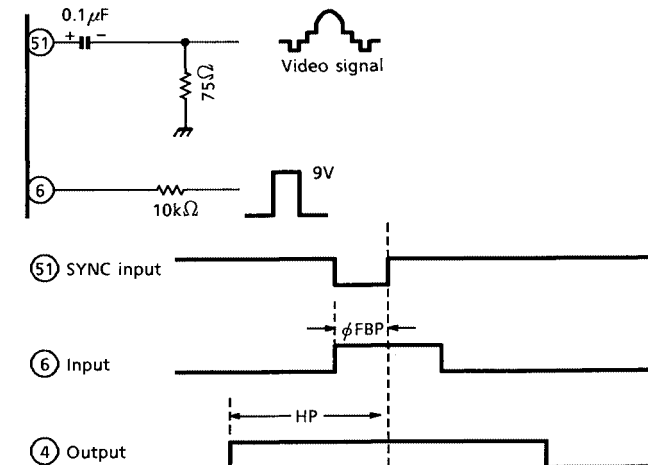 0.1μF
51 + −
75Ω
Video signal
6
10kΩ
9V
51 SYNC input
φFBP
6 Input
HP
4 Output